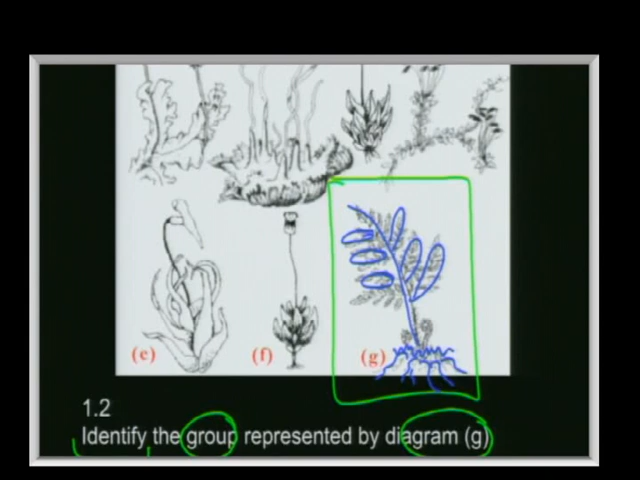 (e) (f) (g)
1.2
Identify the group represented by diagram (g)